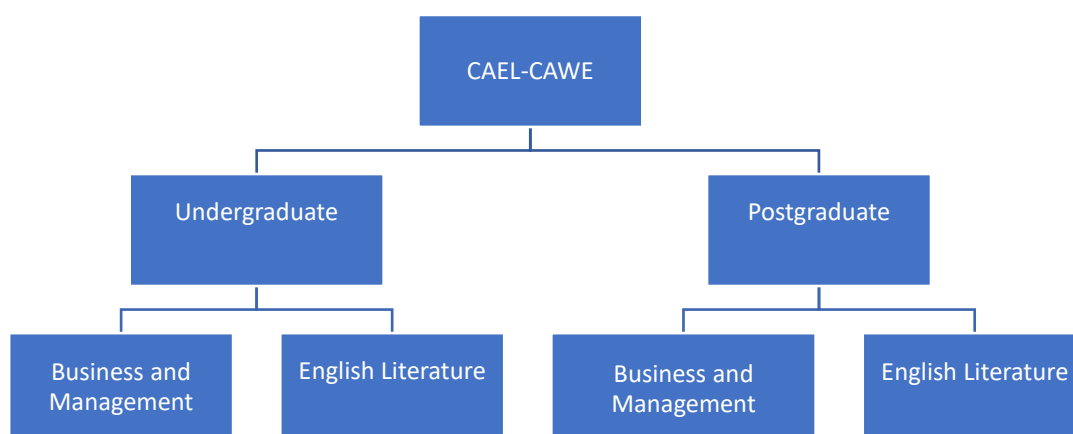 CAEL-CAWE
Undergraduate
Postgraduate
Business and
Management
English Literature
Business and
Management
English Literature